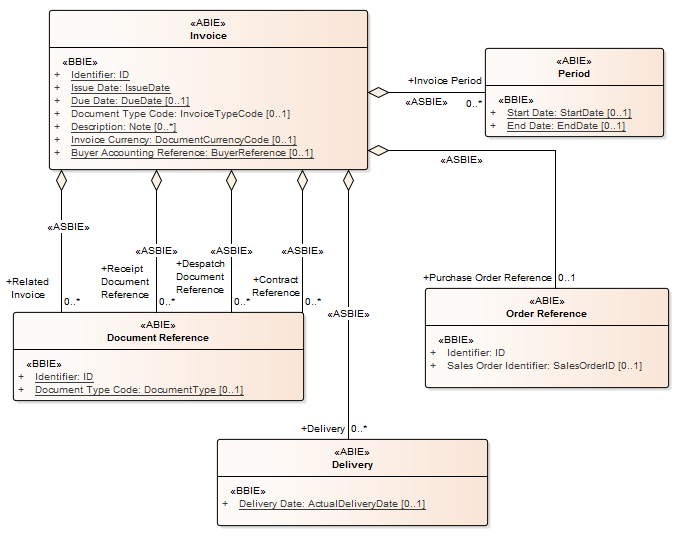 «ABIE»
Invoice
«BBIE»
+ Identifier: ID
+ Issue Date: IssueDate
+ Due Date: DueDate [0..1]
+ Document Type Code: InvoiceTypeCode [0..1]
+ Description: Note [0..*]
+ Invoice Currency: DocumentCurrencyCode [0..1]
+ Buyer Accounting Reference: BuyerReference [0..1]
+Invoice Period
«ASBIE»
0..*
«ABIE»
Period
«BBIE»
+ Start Date: StartDate [0..1]
+ End Date: EndDate [0..1]
«ASBIE»
+Purchase Order Reference
0..1
«ABIE»
Order Reference
«BBIE»
+ Identifier: ID
+ Sales Order Identifier: SalesOrderID [0..1]
«ASBIE»
+Related
Invoice
0..*
«ASBIE»
+Receipt
Document
Reference
0..*
«ASBIE»
+Despatch
Document
Reference
0..*
«ASBIE»
+Contract
Reference
0..*
«ABIE»
Document Reference
«BBIE»
+ Identifier: ID
+ Document Type Code: DocumentType [0..1]
«ASBIE»
+Delivery
0..*
«ABIE»
Delivery
«BBIE»
+ Delivery Date: ActualDeliveryDate [0..1]